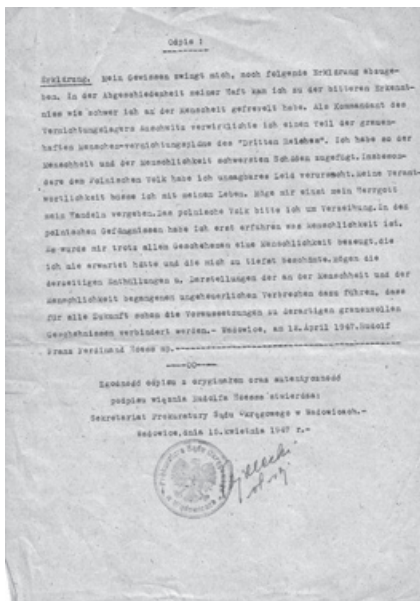 Odpis !
Erklärung. Mein Gewissen zwingt mich, noch folgende Erklärung abzuge-
ben. In der Abgeschiedenheit meiner Haft kam ich zu der bitteren Erkennt-
nis wie schwer ich an der Menschheit gefrevelt habe. Als Kommandant des
Vernichtungslagers Auschwitz verwirklichte ich einen Teil der grauen-
haften Menschen-vernichtungspläne des "Dritten Reiches". Ich habe an der
Menschheit und der Menschlichkeit schwersten Schaden zugefügt. Insbeson-
dere dem Polnischen Volk habe ich unsagbares Leid verursacht. Meine Verant-
wortlichkeit büsse ich mit meinem Leben. Möge mir einst mein Herrgott
mein Handeln vergeben. Das polnische Volk bitte ich um Verzeihung. In den
polnischen Gefängnissen habe ich erst erfahren was Menschlichkeit ist.
Es wurde mir trotz allem Geschehenem eine Menschlichkeit bezeugt, die
ich nie erwartet hätte und die mich zu tiefst beschämte. Mögen die
derzeitigen Enthüllungen u. Darstellungen der an der Menschheit und der
Menschlichkeit begangenen ungeheuerlichen Verbrechen dazu führen, dass
für alle Zukunft schon die Voraussetzungen zu derartigen grauenvollen
Geschehnissen verhindert werden.- Wadowice, am 12.April 1947. Rudolf
Franz Ferdinand Hoess mp.
Zgodność odpisu z oryginałem oraz autentyczność
podpisu więźnia Rudolfa Hoessa stwierdza:
Sekretariat Prokuratury Sądu Okręgowego w Wadowicach.-
Wadowice, dnia 12.kwietnia 1947 r.-